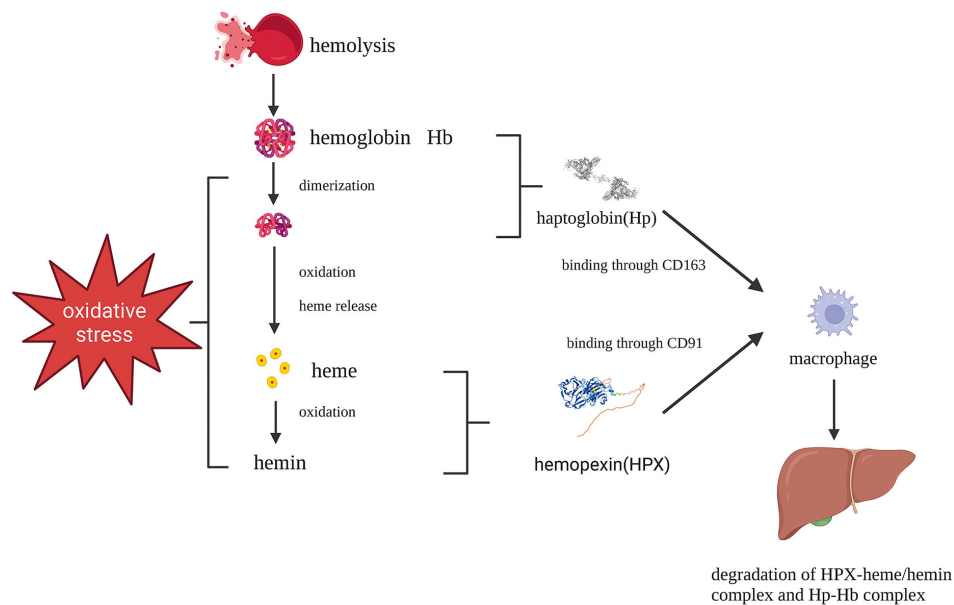 hemolysis
hemoglobin Hb
dimerization
haptoglobin(Hp)
binding through CD163
oxidation
heme release
oxidative
stress
binding through CD91
macrophage
heme
oxidation
hemin
hemopexin(HPX)
degradation of HPX-heme/hemin
complex and Hp-Hb complex